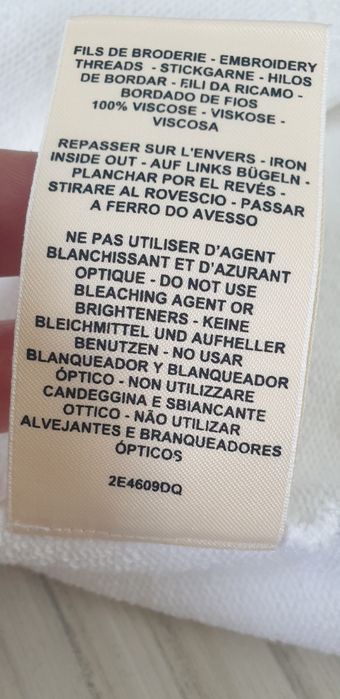 FILS DE BRODERIE - EMBROIDERY
THREADS - STICKGARNE - HILOS
DE BORDAR - FILI DA RICAMO -
BORDADO DE FIOS
100% VISCOSE - VISKOSE -
VISCOSA
REPASSER SUR L'ENVERS - IRON
INSIDE OUT - AUF LINKS BÜGELN -
PLANCHAR POR EL REVÉS -
STIRARE AL ROVESCIO - PASSAR
A FERRO DO AVESSO
NE PAS UTILISER D'AGENT
BLANCHISSANT ET D'AZURANT
OPTIQUE - DO NOT USE
BLEACHING AGENT OR
BRIGHTENERS - KEINE
BLEICHMITTEL UND AUFHELLER
BENUTZEN - NO USAR
BLANQUEADOR Y BLANQUEADOR
ÓPTICO - NON UTILIZZARE
CANDEGGINA E SBIANCANTE
OTTICO - NÃO UTILIZAR
ALVEJANTES E BRANQUEADORES
ÓPTICOS
2E4609DQ